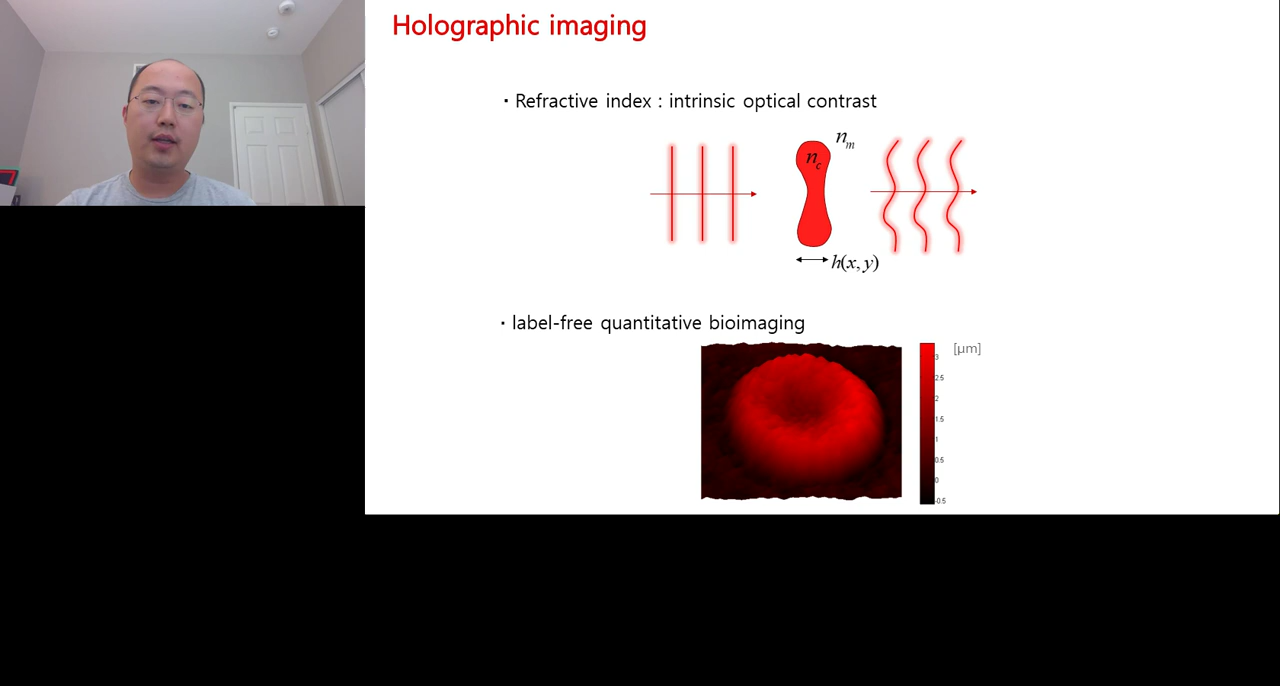 Holographic imaging
· Refractive index : intrinsic optical contrast
n_m
n_c
h(x, y)
· label-free quantitative bioimaging
[μm]
3
2.5
2
1.5
1
0.5
0
-0.5